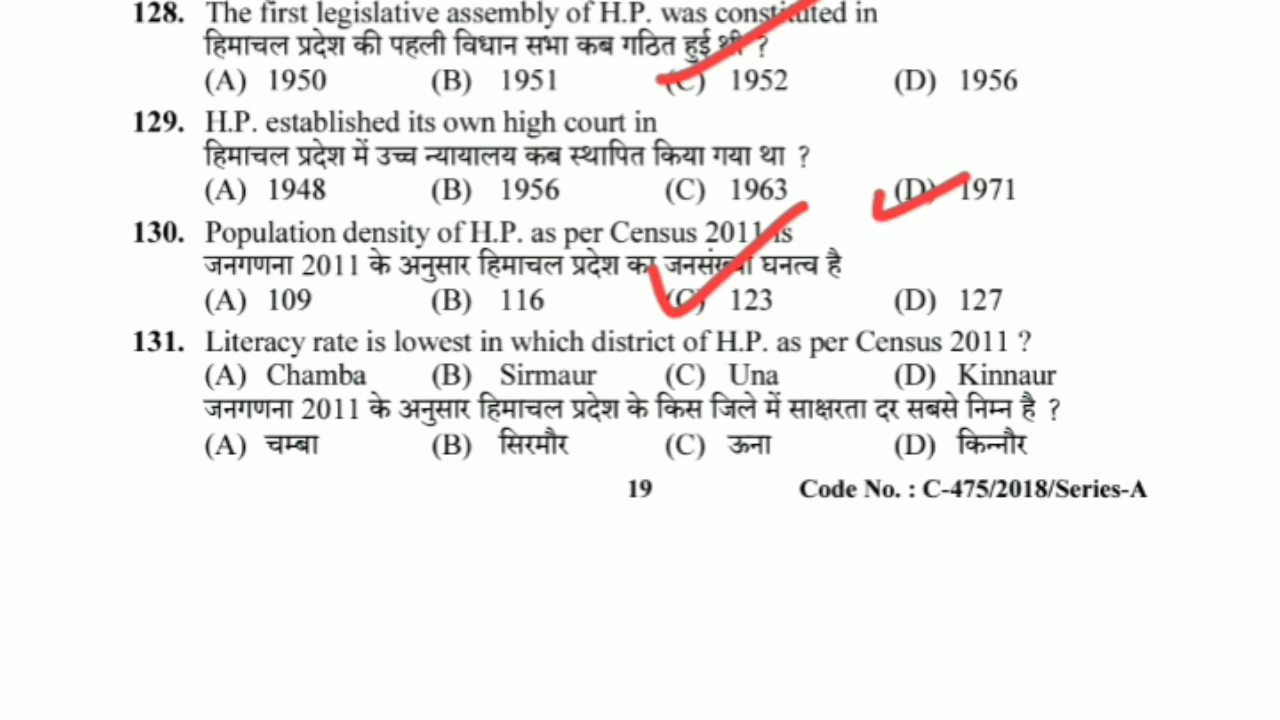 128. The first legislative assembly of H.P. was constituted in
हिमाचल प्रदेश की पहली विधान सभा कब गठित हुई थी ?
(A) 1950 (B) 1951 (C) 1952 (D) 1956
129. H.P. established its own high court in
हिमाचल प्रदेश में उच्च न्यायालय कब स्थापित किया गया था ?
(A) 1948 (B) 1956 (C) 1963 (D) 1971
130. Population density of H.P. as per Census 2011 is
जनगणना 2011 के अनुसार हिमाचल प्रदेश का जनसंख्या घनत्व है
(A) 109 (B) 116 (C) 123 (D) 127
131. Literacy rate is lowest in which district of H.P. as per Census 2011 ?
(A) Chamba (B) Sirmaur (C) Una (D) Kinnaur
जनगणना 2011 के अनुसार हिमाचल प्रदेश के किस जिले में साक्षरता दर सबसे निम्न है ?
(A) चम्बा (B) सिरमौर (C) ऊना (D) किन्नौर
19 Code No. : C-475/2018/Series-A